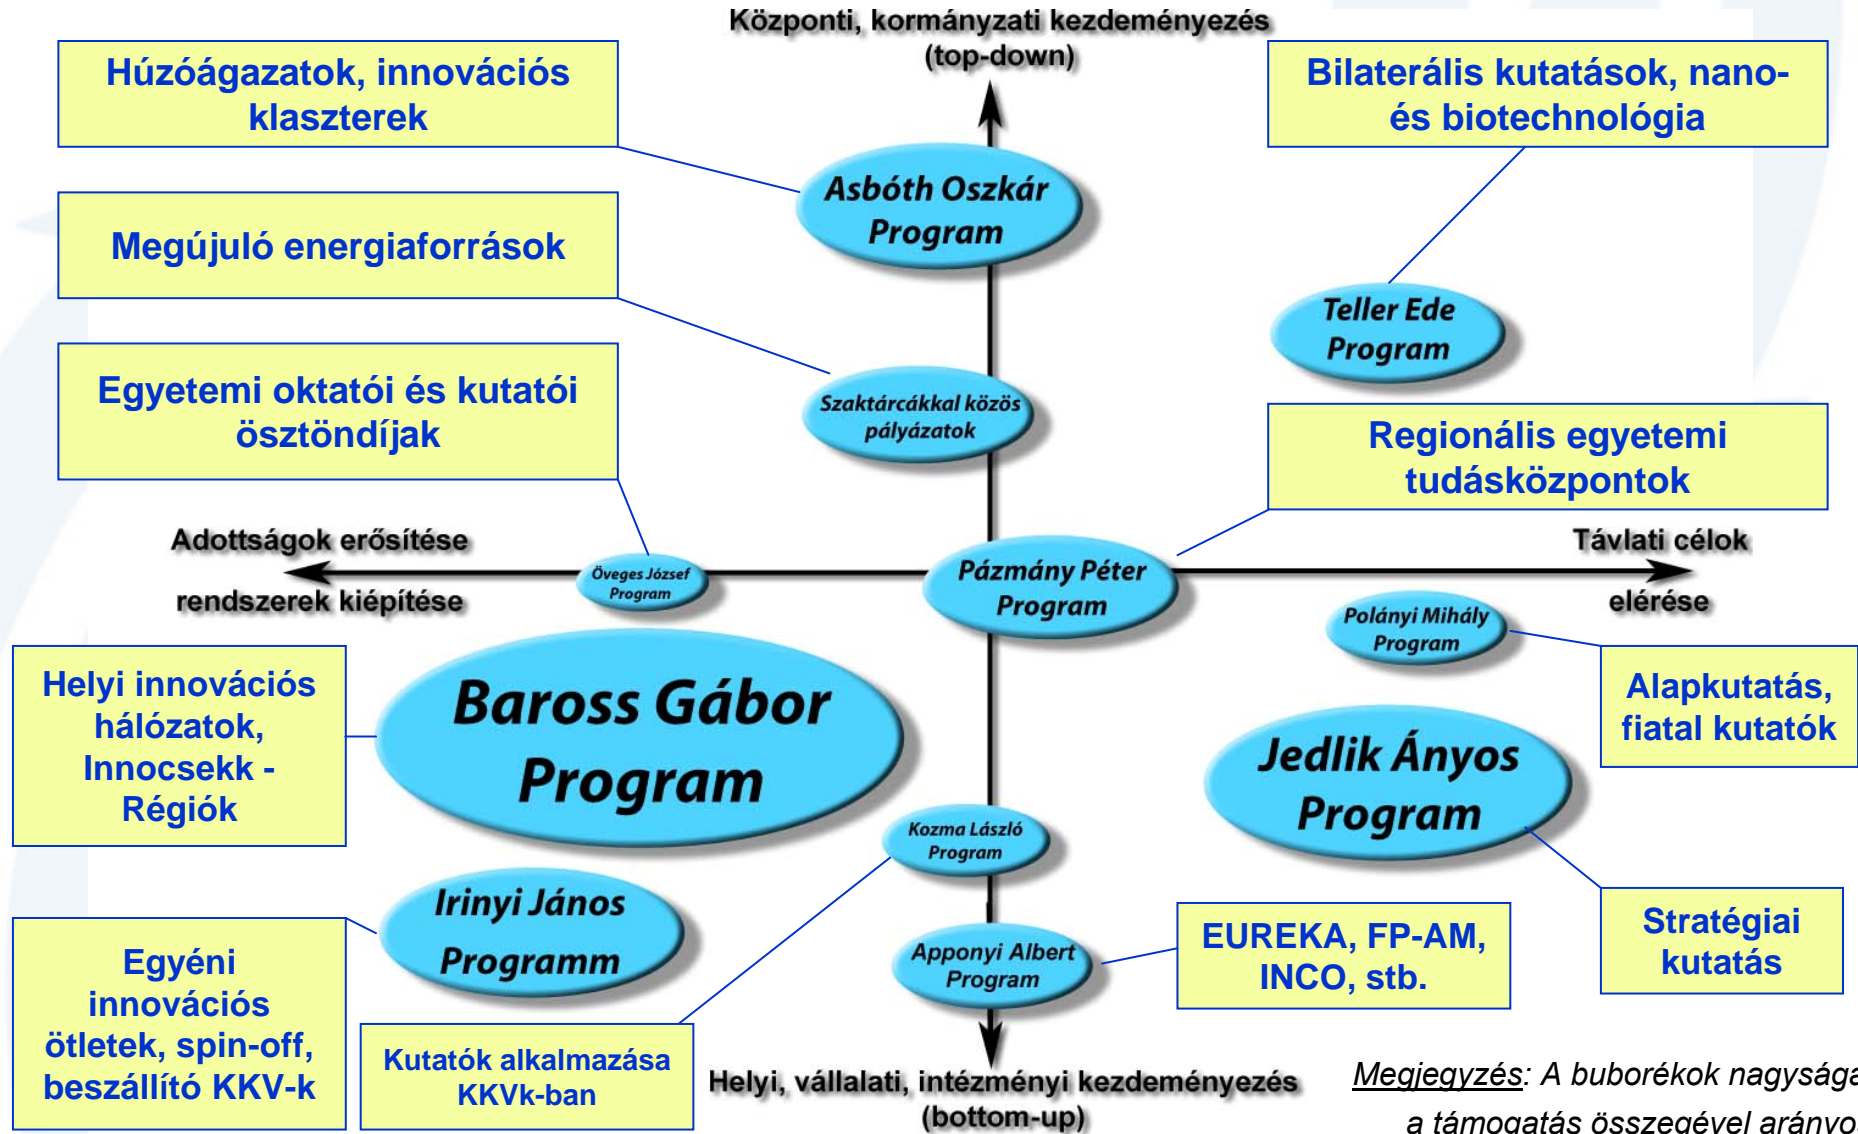 Központi, kormányzati kezdeményezés
(top-down)
Húzóágazatok, innovációs
klaszterek
Bilaterális kutatások, nano-
és biotechnológia
Asbóth Oszkár
Program
Megújuló energiaforrások
Teller Ede
Program
Egyetemi oktatói és kutatói
ösztöndíjak
Szaktárcákkal közös
pályázatok
Regionális egyetemi
tudásközpontok
Adottságok erősítése
rendszerek kiépítése
Öveges József
Program
Pázmány Péter
Program
Távlati célok
elérése
Polányi Mihály
Program
Helyi innovációs
hálózatok,
Innocsekk -
Régiók
Baross Gábor
Program
Alapkutatás,
fiatal kutatók
Jedlik Ányos
Program
Kozma László
Program
Irinyi János
Programm
Egyéni
innovációs
ötletek, spin-off,
beszállító KKV-k
Apponyi Albert
Program
EUREKA, FP-AM,
INCO, stb.
Stratégiai
kutatás
Kutatók alkalmazása
KKVk-ban
Helyi, vállalati, intézményi kezdeményezés
(bottom-up)
Megjegyzés: A buborékok nagysága
a támogatás összegével arányo